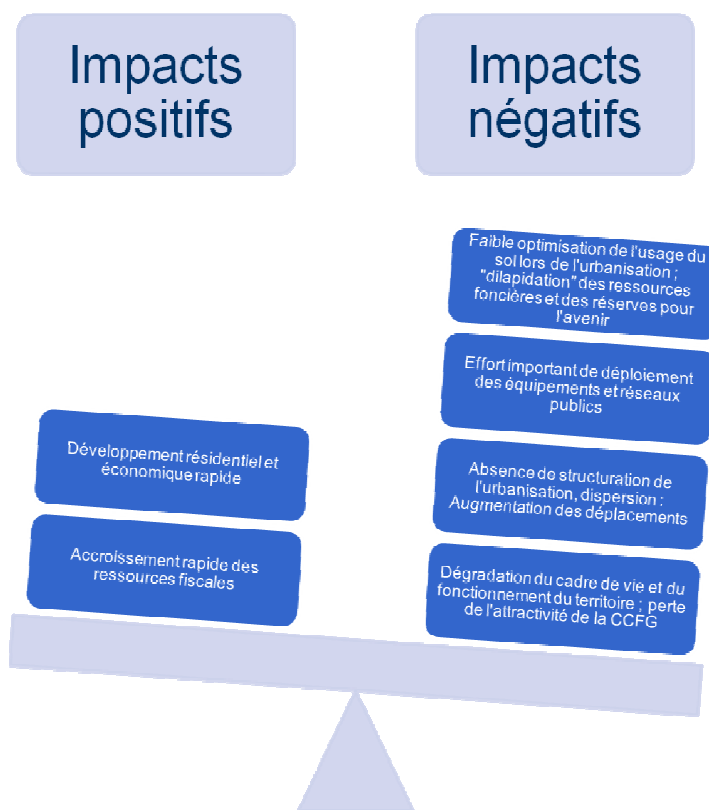 Impacts
positifs
Impacts
négatifs
Faible optimisation de l'usage du
sol lors de l'urbanisation ;
"dilapidation" des ressources
foncières et des réserves pour
l'avenir
Effort important de déploiement
des équipements et réseaux
publics
Développement résidentiel et
économique rapide
Absence de structuration de
l'urbanisation, dispersion :
Augmentation des déplacements
Accroissement rapide des
ressources fiscales
Dégradation du cadre de vie et du
fonctionnement du territoire ; perte
de l'attractivité de la CCFG